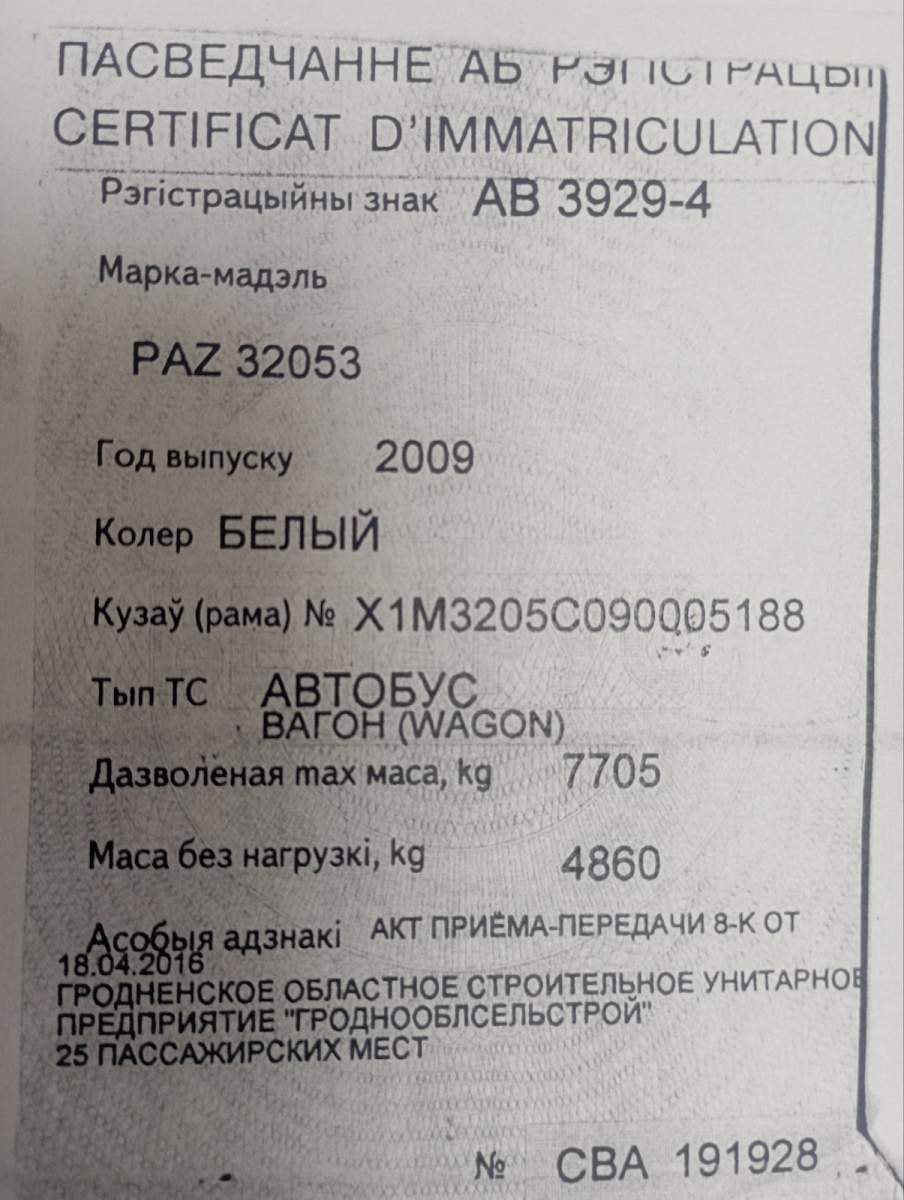 ПАСВЕДЧАННЕ АБ РЭГІСТРАЦЫІ
CERTIFICAT D'IMMATRICULATION
Рэгістрацыйны знак АВ 3929-4
Марка-мадэль
PAZ 32053
Год выпуску 2009
Колер БЕЛЫЙ
Кузаў (рама) № X1M3205C090005188
Тып ТС АВТОБУС
ВАГОН (WAGON)
Дазволеная max маса, kg 7705
Маса без нагрузкі, kg 4860
Асобыя адзнакі АКТ ПРИЁМА-ПЕРЕДАЧИ 8-К ОТ
18.04.2016
ГРОДНЕНСКОЕ ОБЛАСТНОЕ СТРОИТЕЛЬНОЕ УНИТАРНОЕ
ПРЕДПРИЯТИЕ "ГРОДНООБЛСЕЛЬСТРОЙ"
25 ПАССАЖИРСКИХ МЕСТ
№ СВА 191928